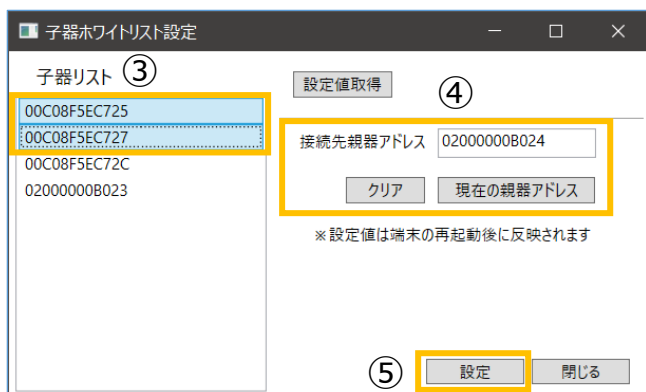 子器ホワイトリスト設定
子器リスト ③
00C08F5EC725
00C08F5EC727
00C08F5EC72C
02000000B023
設定値取得
④
接続先親器アドレス 02000000B024
クリア 現在の親器アドレス
※設定値は端末の再起動後に反映されます
⑤ 設定 閉じる